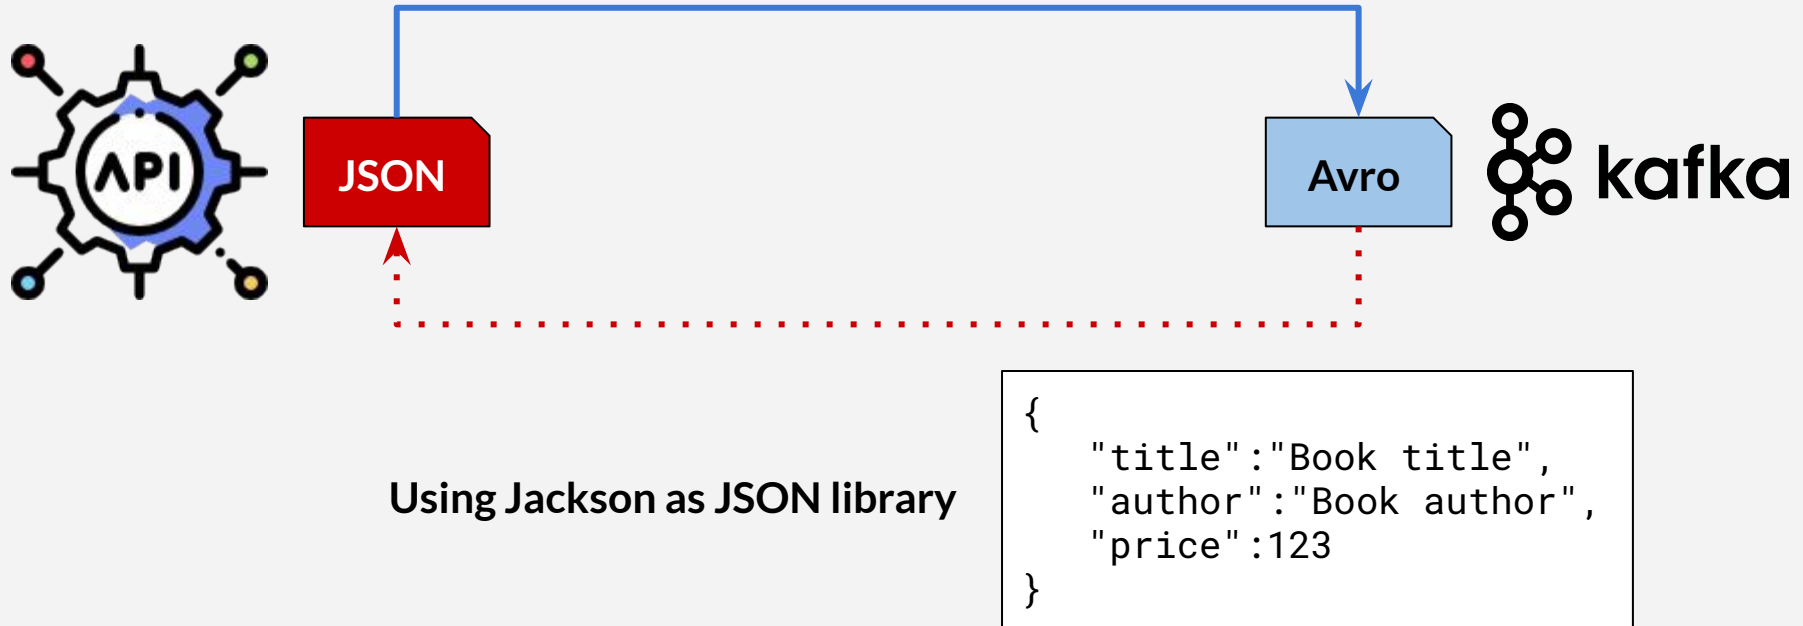 API
JSON
Avro
kafka
Using Jackson as JSON library
{
    "title":"Book title",
    "author":"Book author",
    "price":123
}